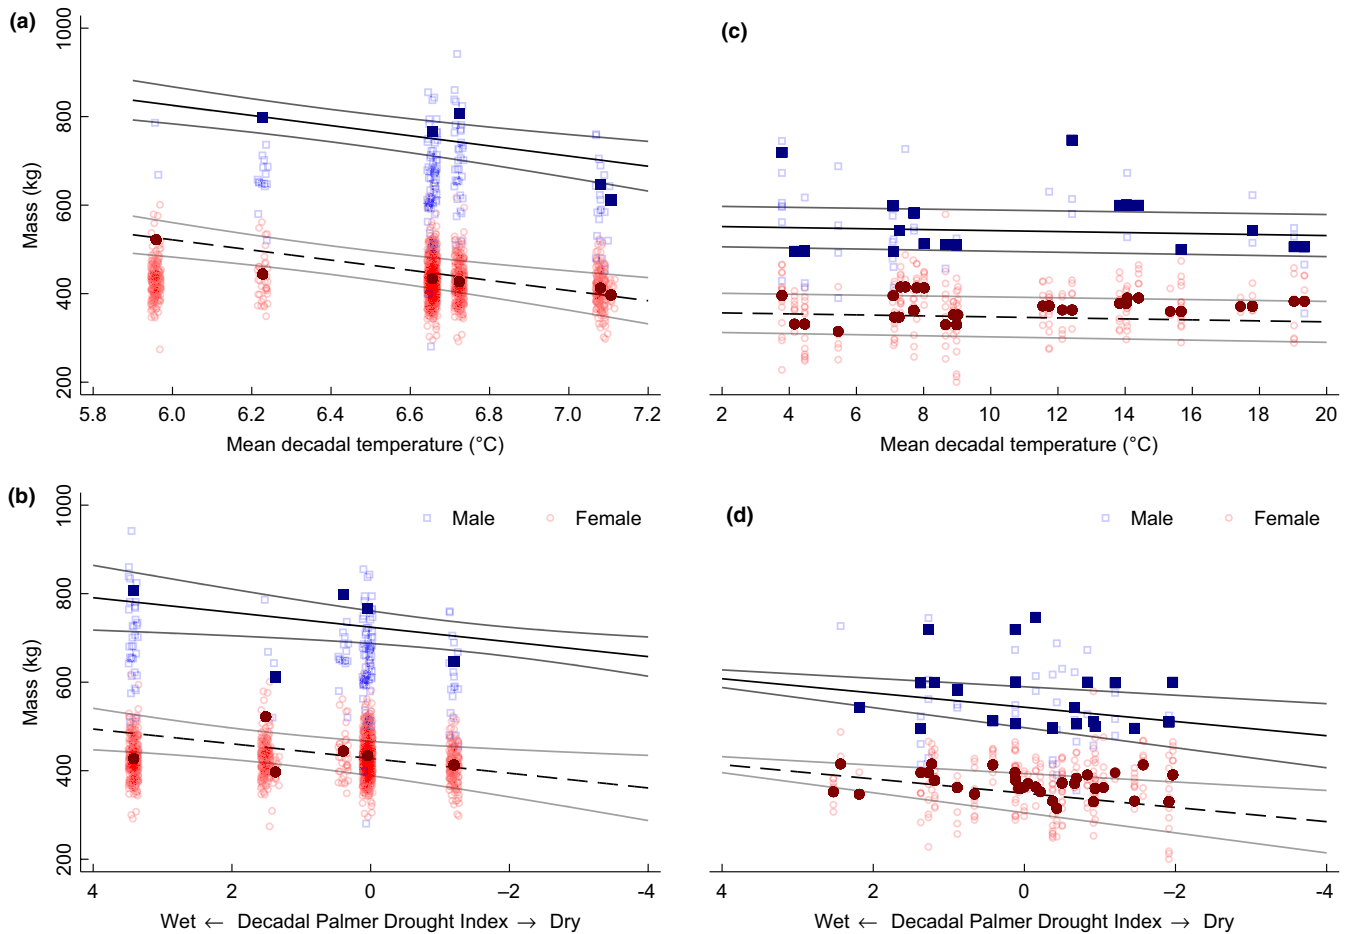 (a)
Mass (kg)
1000
800
600
400
200
5.8 6.0 6.2 6.4 6.6 6.8 7.0 7.2
Mean decadal temperature (°C)
(c)
2 4 6 8 10 12 14 16 18 20
Mean decadal temperature (°C)
(b)
Male Female
Mass (kg)
1000
800
600
400
200
4 2 0 –2 -4
Wet ← Decadal Palmer Drought Index → Dry
(d)
Male Female
4 2 0 –2 -4
Wet ← Decadal Palmer Drought Index → Dry